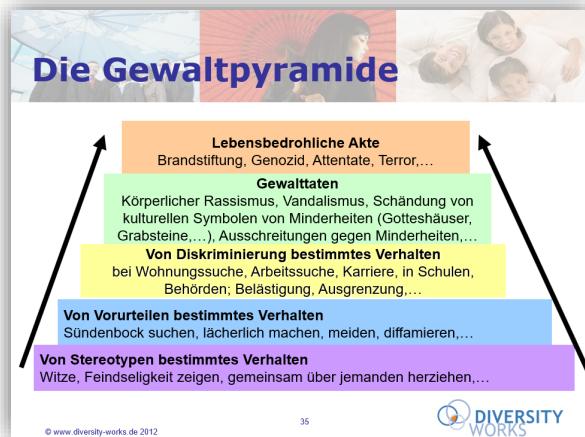 Die Gewaltpyramide
Lebensbedrohliche Akte
Brandstiftung, Genozid, Attentate, Terror,…
Gewalttaten
Körperlicher Rassismus, Vandalismus, Schändung von
kulturellen Symbolen von Minderheiten (Gotteshäuser,
Grabsteine,…), Ausschreitungen gegen Minderheiten,…
Von Diskriminierung bestimmtes Verhalten
bei Wohnungssuche, Arbeitssuche, Karriere, in Schulen,
Behörden; Belästigung, Ausgrenzung,…
Von Vorurteilen bestimmtes Verhalten
Sündenbock suchen, lächerlich machen, meiden, diffamieren,…
Von Stereotypen bestimmtes Verhalten
Witze, Feindseligkeit zeigen, gemeinsam über jemanden herziehen,…
© www.diversity-works.de 2012
35
DIVERSITY
WORKS